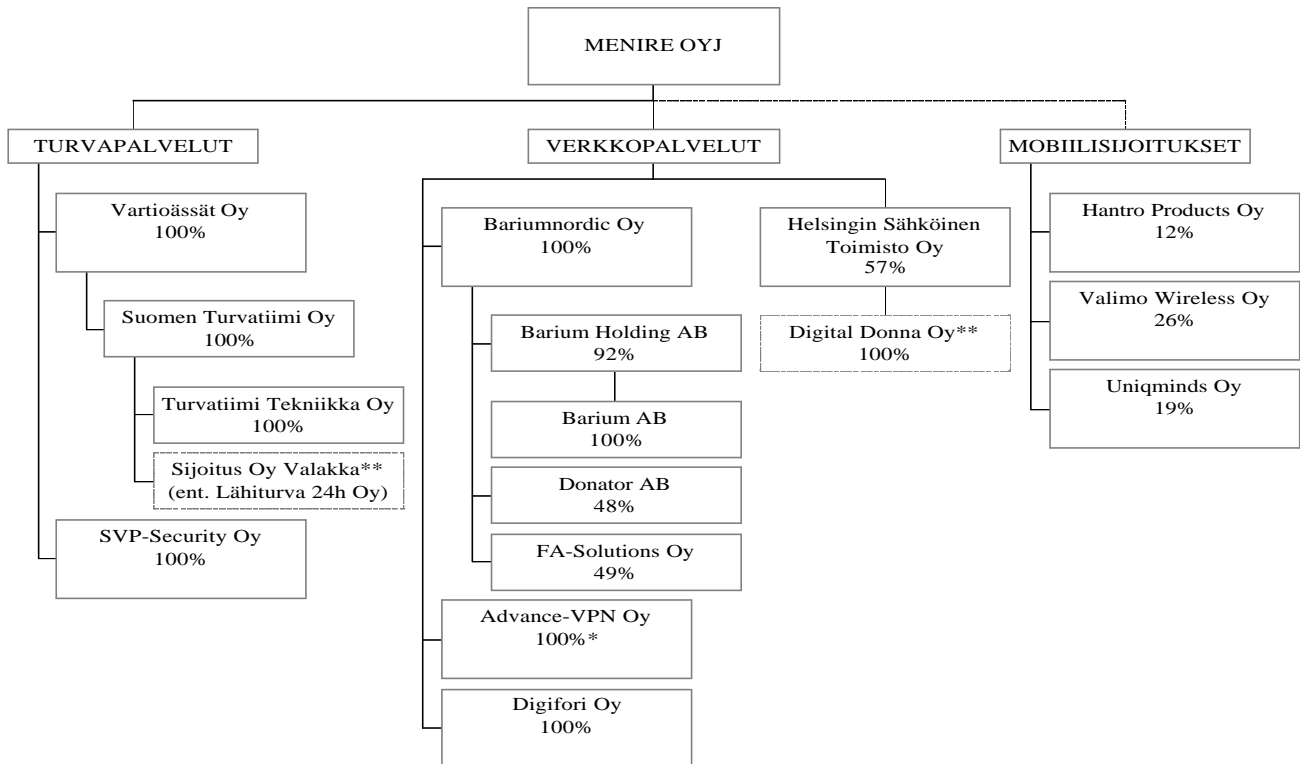 MENIRE OYJ
TURVAPALVELUT
Vartioässät Oy
100%
Suomen Turvatiimi Oy
100%
Turvatiimi Tekniikka Oy
100%
Sijoitus Oy Valakka**
(ent. Lähiturva 24h Oy)
SVP-Security Oy
100%
VERKKOPALVELUT
Bariumnordic Oy
100%
Barium Holding AB
92%
Barium AB
100%
Donator AB
48%
FA-Solutions Oy
49%
Advance-VPN Oy
100%*
Digifori Oy
100%
Helsingin Sähköinen
Toimisto Oy
57%
Digital Donna Oy**
100%
MOBIILISIJOITUKSET
Hantro Products Oy
12%
Valimo Wireless Oy
26%
Uniqminds Oy
19%